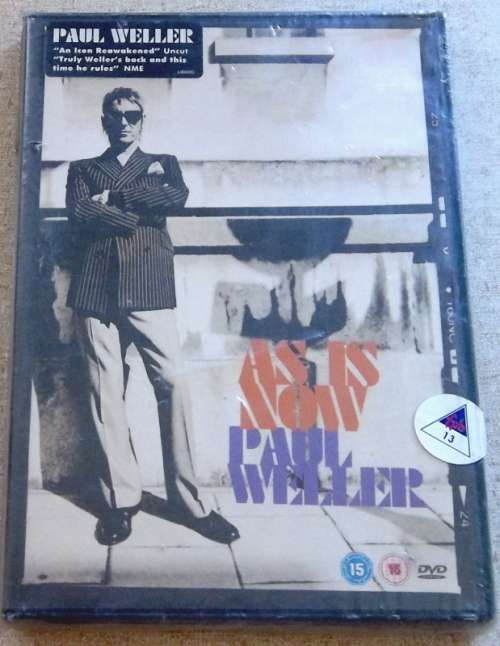 PAUL WELLER
"An Icon Reawakened" Uncut
"Truly Weller's back and this
time he rules" NME
AS IS
NOW
PAUL
WELLER
13
24
15
15
DVD